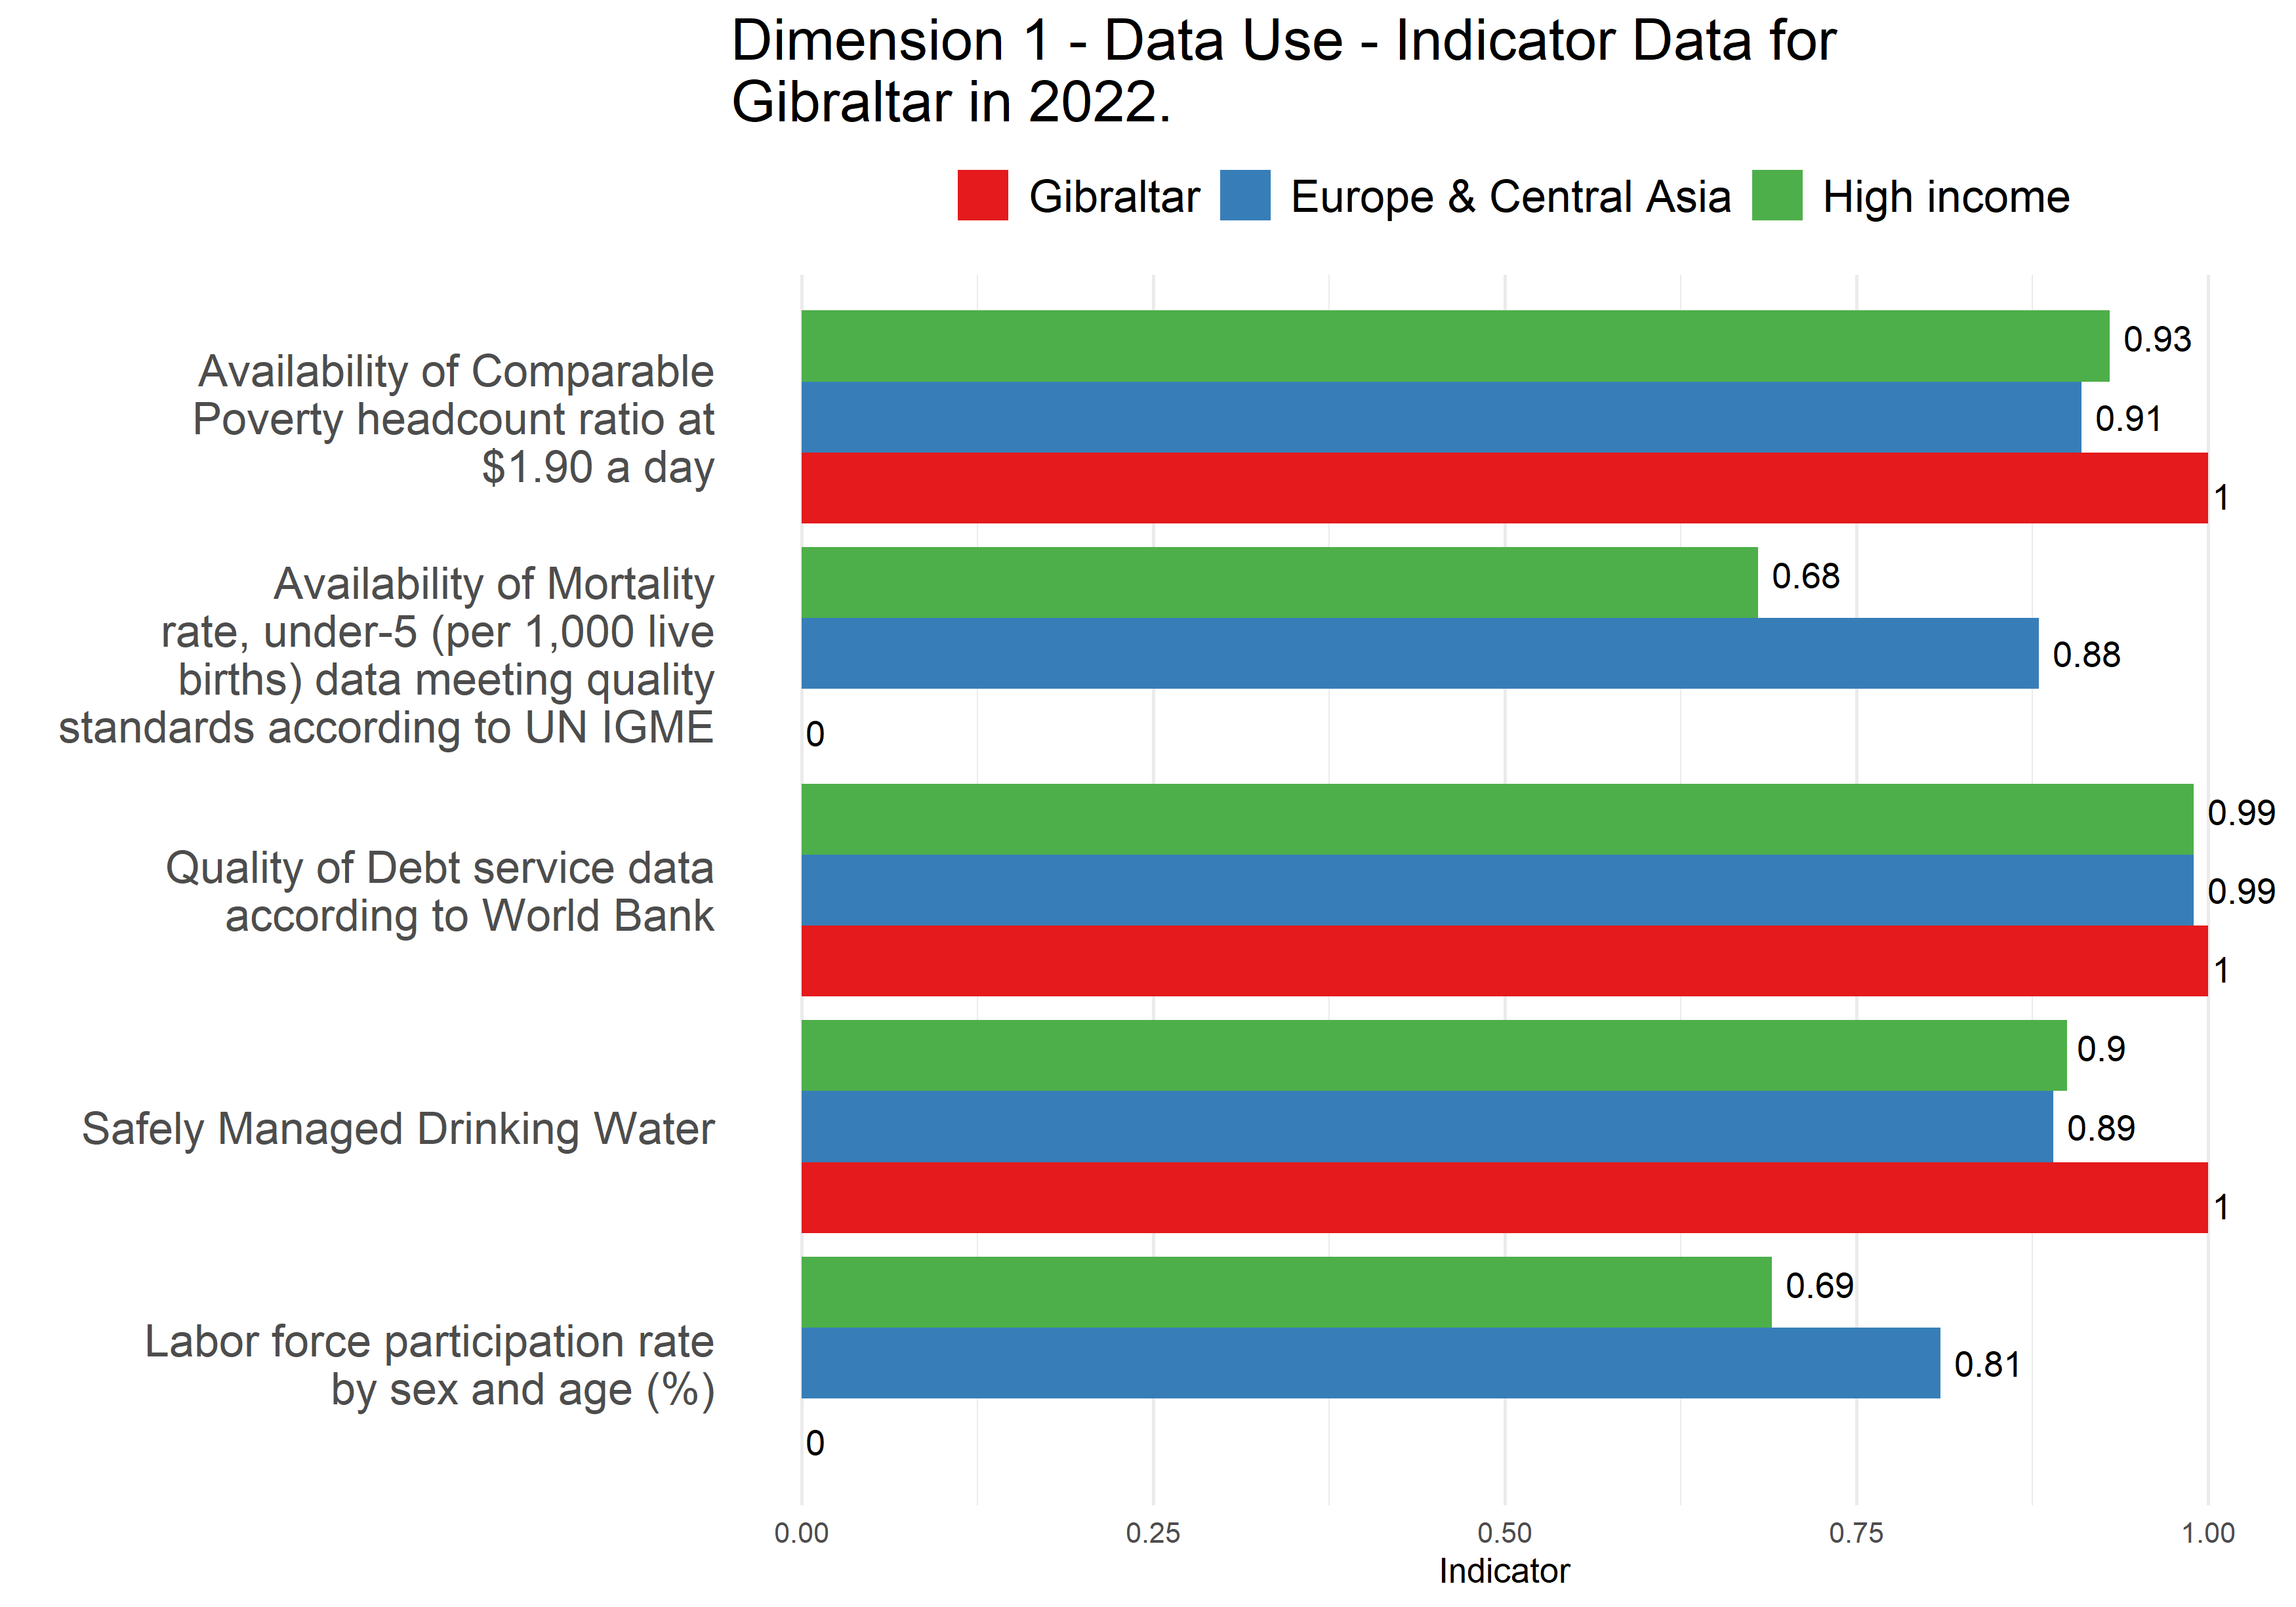 Dimension 1 - Data Use - Indicator Data for
Gibraltar in 2022.
Gibraltar Europe & Central Asia High income
Availability of Comparable
Poverty headcount ratio at
$1.90 a day
0.93
0.91
1
Availability of Mortality
rate, under-5 (per 1,000 live
births) data meeting quality
standards according to UN IGME
0.68
0.88
0
Quality of Debt service data
according to World Bank
0.99
0.99
1
Safely Managed Drinking Water
0.9
0.89
1
Labor force participation rate
by sex and age (%)
0.69
0.81
0
0.00 0.25 0.50 0.75 1.00
Indicator